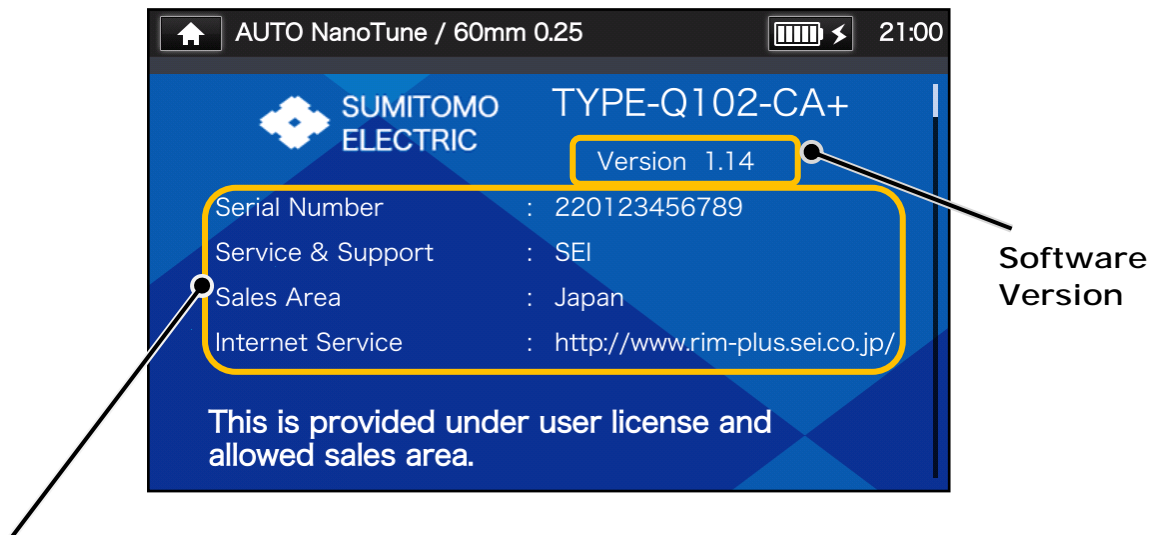 AUTO NanoTune / 60mm 0.25 21:00
SUMITOMO
ELECTRIC
TYPE-Q102-CA+
Version 1.14
Serial Number : 220123456789
Service & Support : SEI
Sales Area : Japan
Internet Service : http://www.rim-plus.sei.co.jp/
This is provided under user license and
allowed sales area.
Software
Version